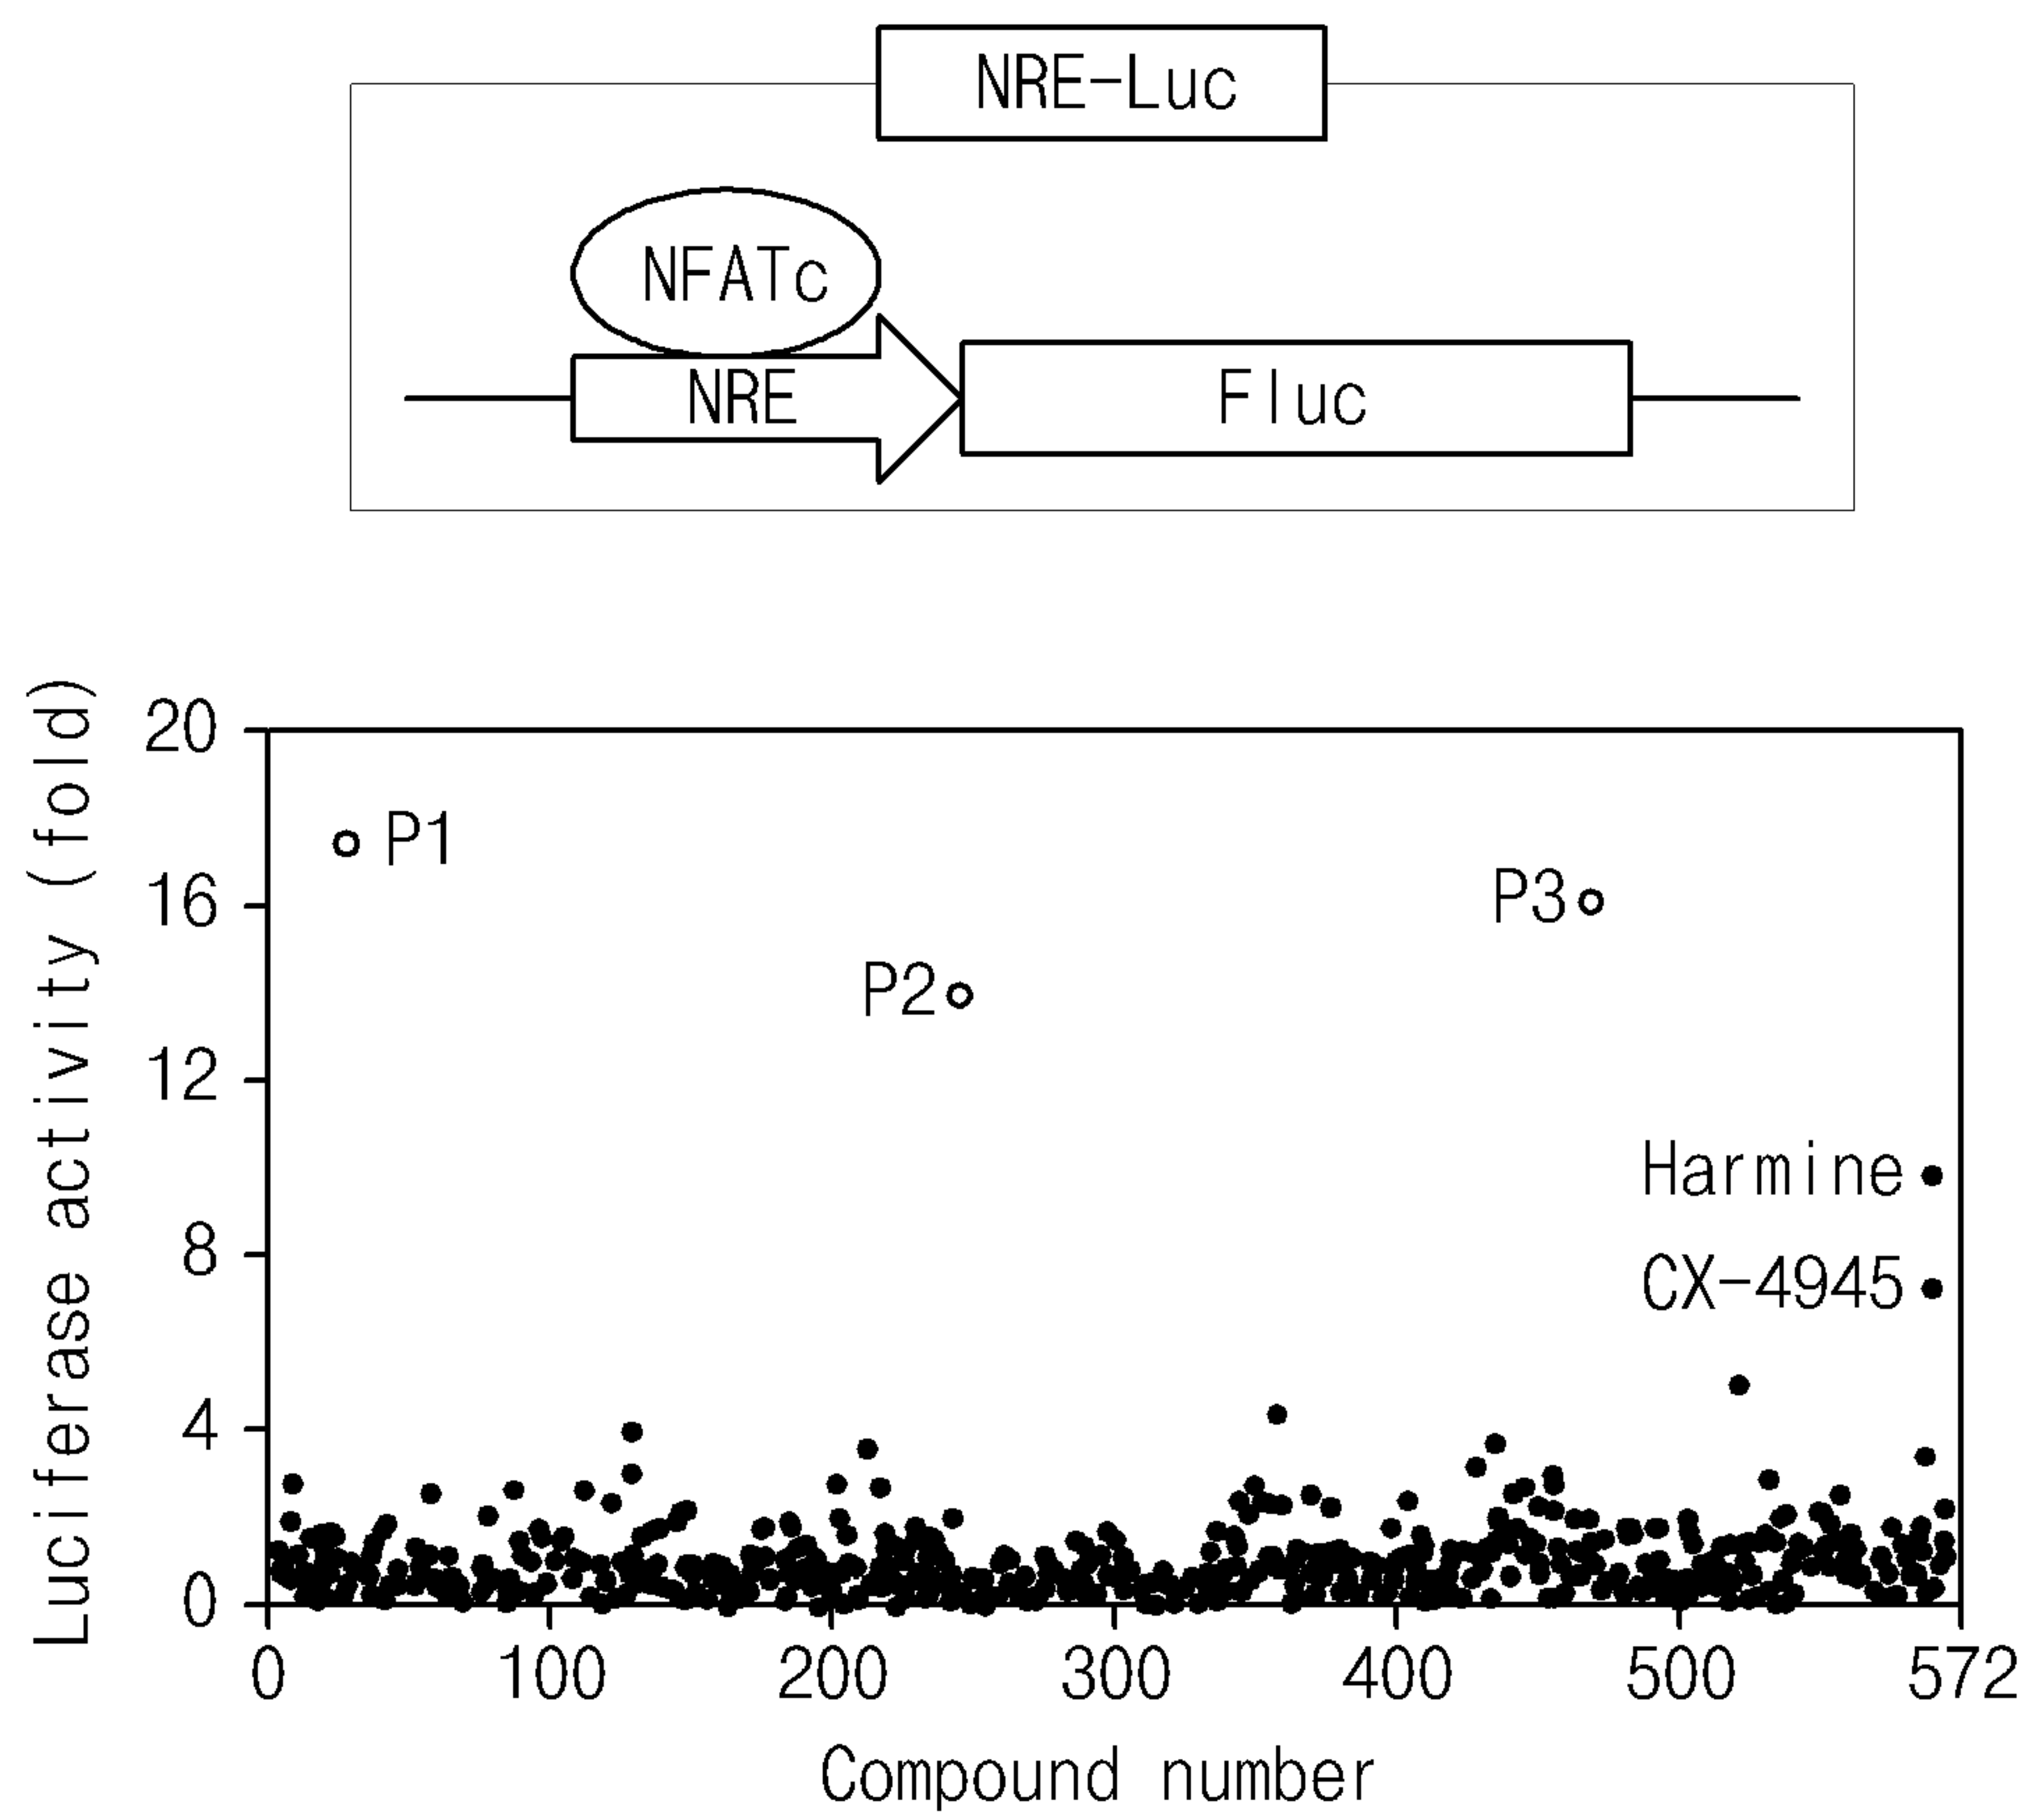 NRE-Luc
NFATc
NRE
Fluc
Luciferase activity (fold)
20
16
12
8
4
0
P1
P3
P2
Harmine
CX-4945
0 100 200 300 400 500 572
Compound number